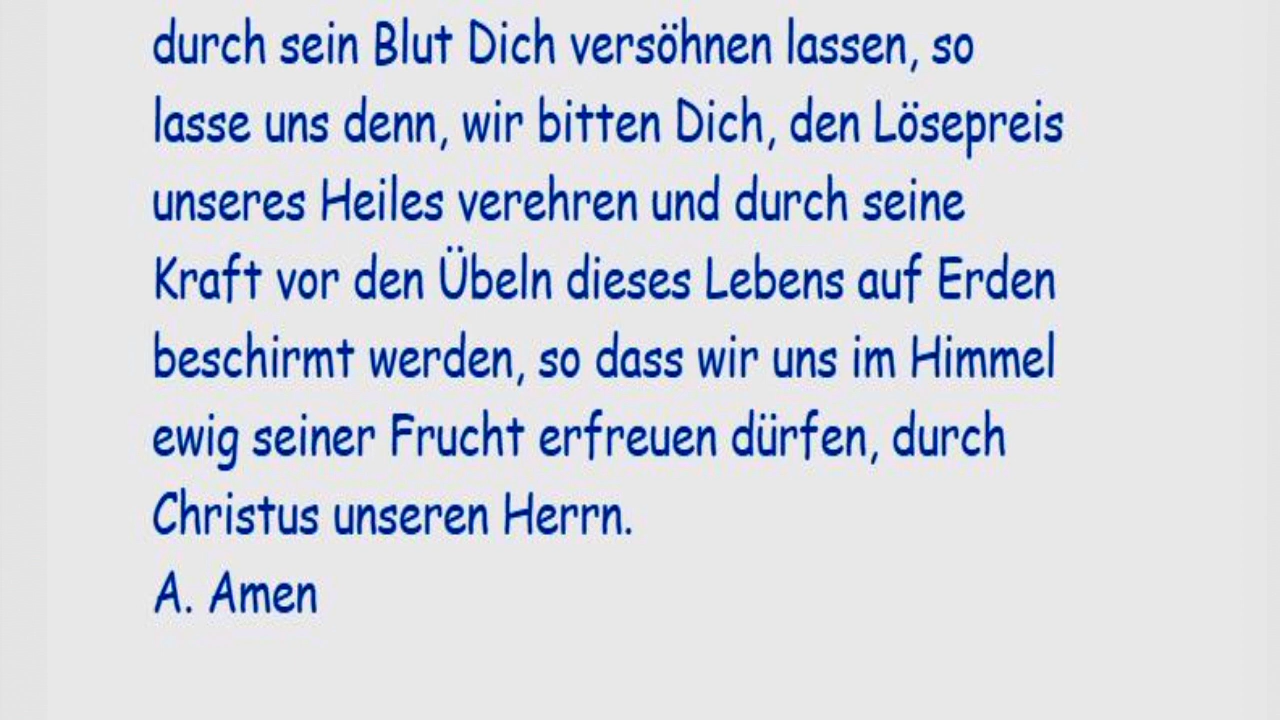 durch sein Blut Dich versöhnen lassen, so
lasse uns denn, wir bitten Dich, den Lösepreis
unseres Heiles verehren und durch seine
Kraft vor den Übeln dieses Lebens auf Erden
beschirmt werden, so dass wir uns im Himmel
ewig seiner Frucht erfreuen dürfen, durch
Christus unseren Herrn.
A. Amen